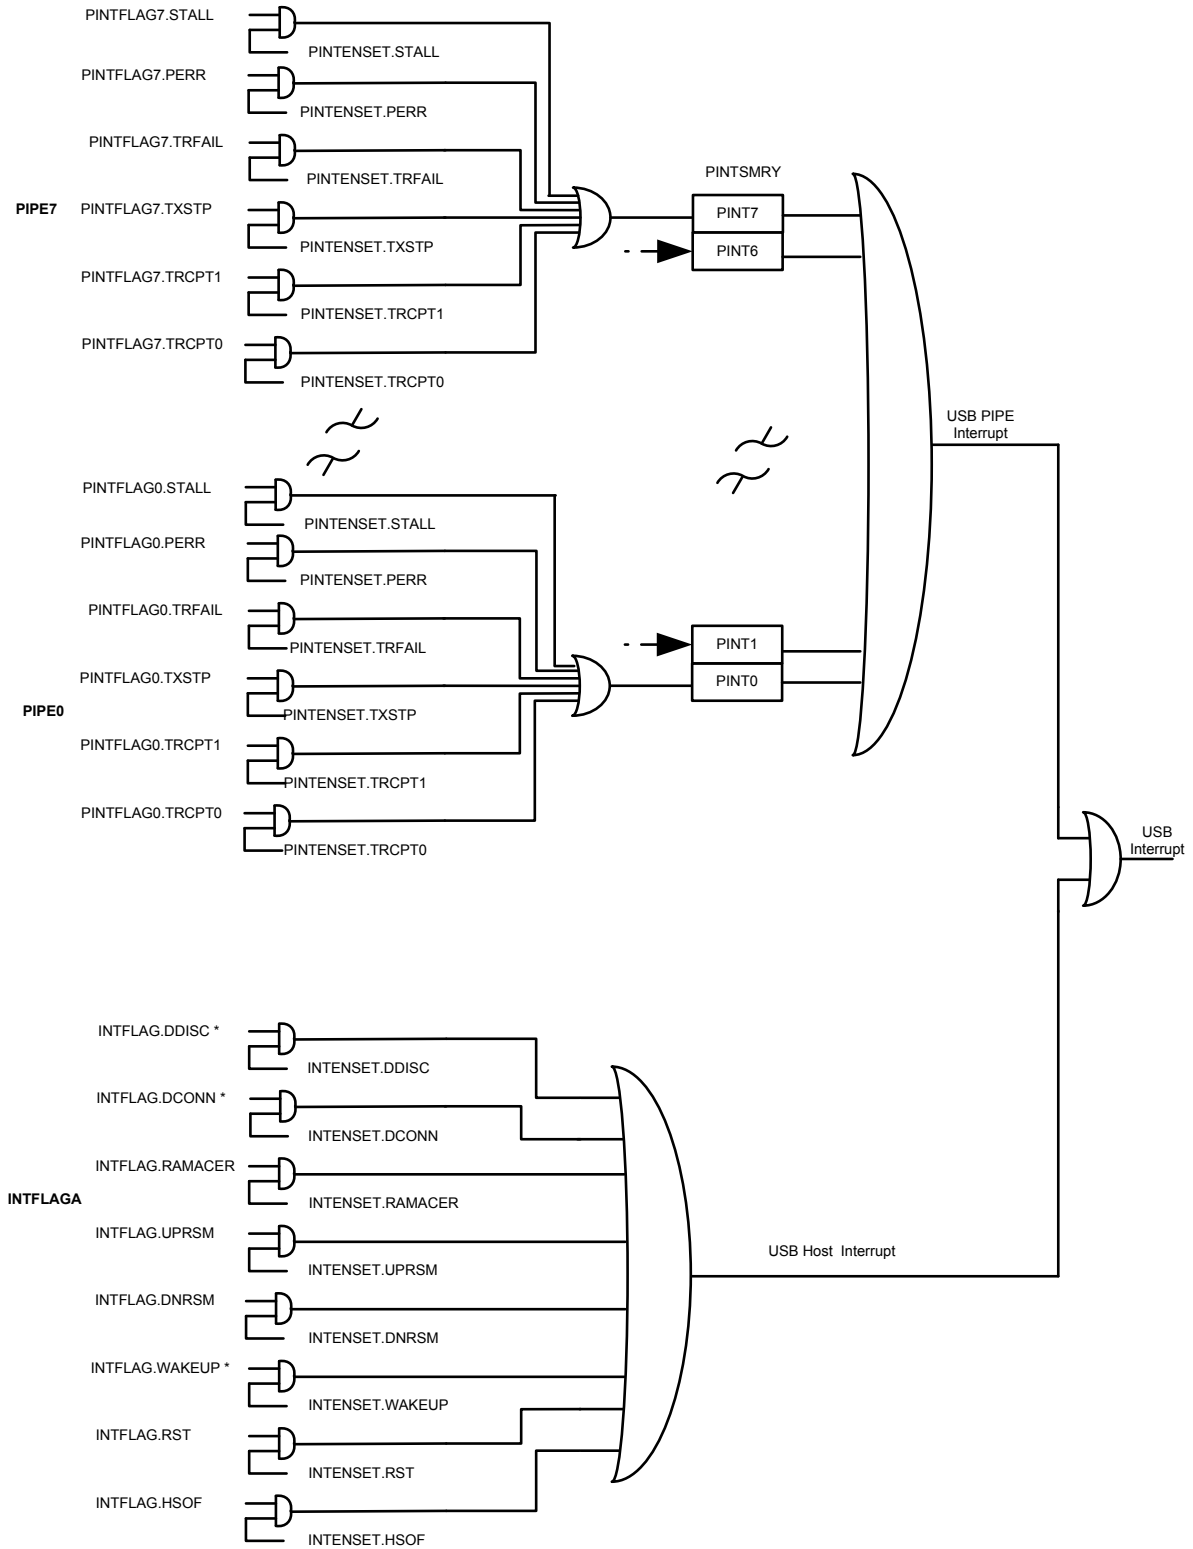 PINTFLAG7.STALL
PINTENSET.STALL
PINTFLAG7.PERR
PINTENSET.PERR
PINTFLAG7.TRFAIL
PINTENSET.TRFAIL
PINTSMRY
PIPE7
PINTFLAG7.TXSTP
PINT7
PINTENSET.TXSTP
PINT6
PINTFLAG7.TRCPT1
PINTENSET.TRCPT1
PINTFLAG7.TRCPT0
PINTENSET.TRCPT0
USB PIPE
Interrupt
PINTFLAG0.STALL
PINTENSET.STALL
PINTFLAG0.PERR
PINTENSET.PERR
PINTFLAG0.TRFAIL
PINTENSET.TRFAIL
PINT1
PINTFLAG0.TXSTP
PINT0
PIPE0
PINTENSET.TXSTP
PINTFLAG0.TRCPT1
PINTENSET.TRCPT1
PINTFLAG0.TRCPT0
PINTENSET.TRCPT0
USB
Interrupt
INTFLAG.DDISC *
INTENSET.DDISC
INTFLAG.DCONN *
INTENSET.DCONN
INTFLAG.RAMACER
INTFLAGA
INTENSET.RAMACER
INTFLAG.UPRSM
INTENSET.UPRSM
USB Host Interrupt
INTFLAG.DNRSM
INTENSET.DNRSM
INTFLAG.WAKEUP *
INTENSET.WAKEUP
INTFLAG.RST
INTENSET.RST
INTFLAG.HSOF
INTENSET.HSOF